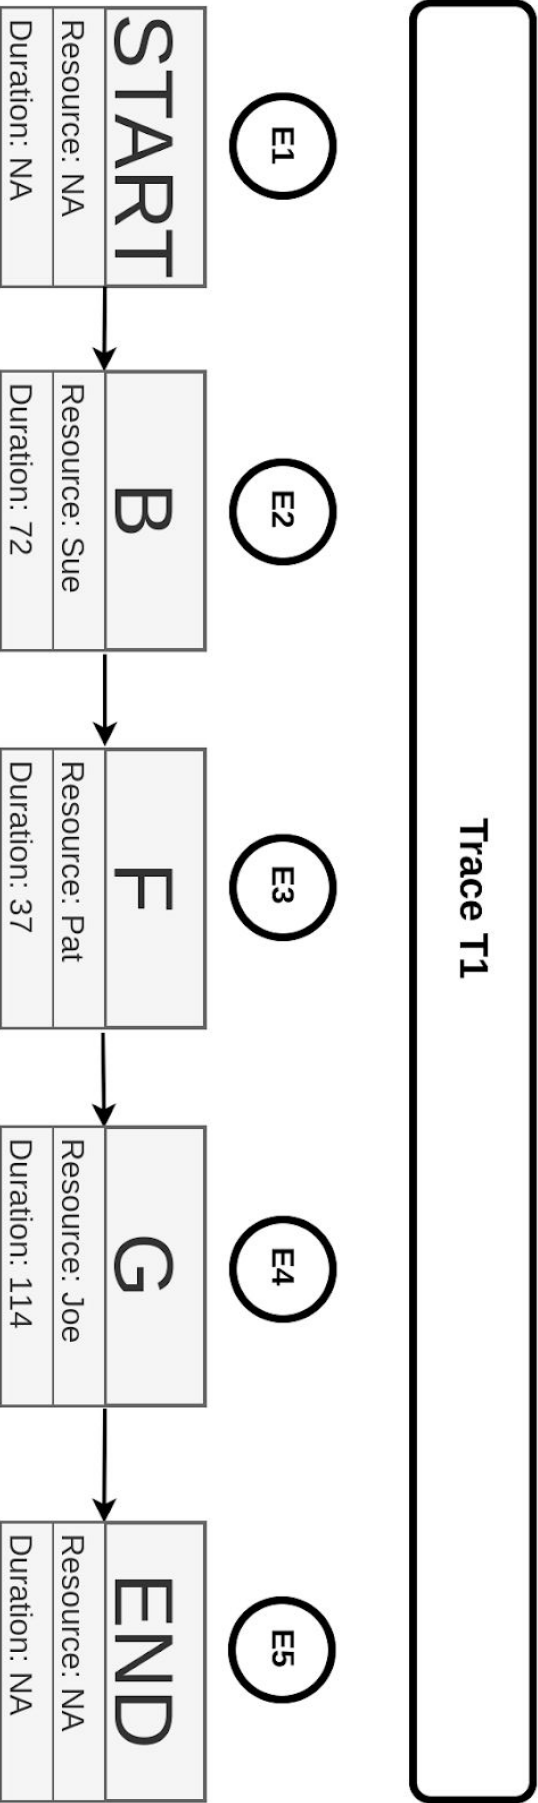 Trace T1
E1
E2
E3
E4
E5
START
Resource: NA
Duration: NA
B
Resource: Sue
Duration: 72
F
Resource: Pat
Duration: 37
G
Resource: Joe
Duration: 114
END
Resource: NA
Duration: NA